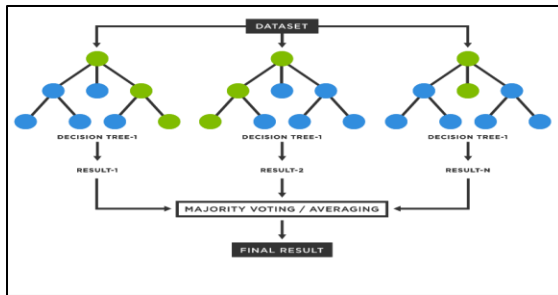 DATASET
DECISION TREE-1 DECISION TREE-1 DECISION TREE-1
RESULT-1 RESULT-2 RESULT-N
MAJORITY VOTING / AVERAGING
FINAL RESULT